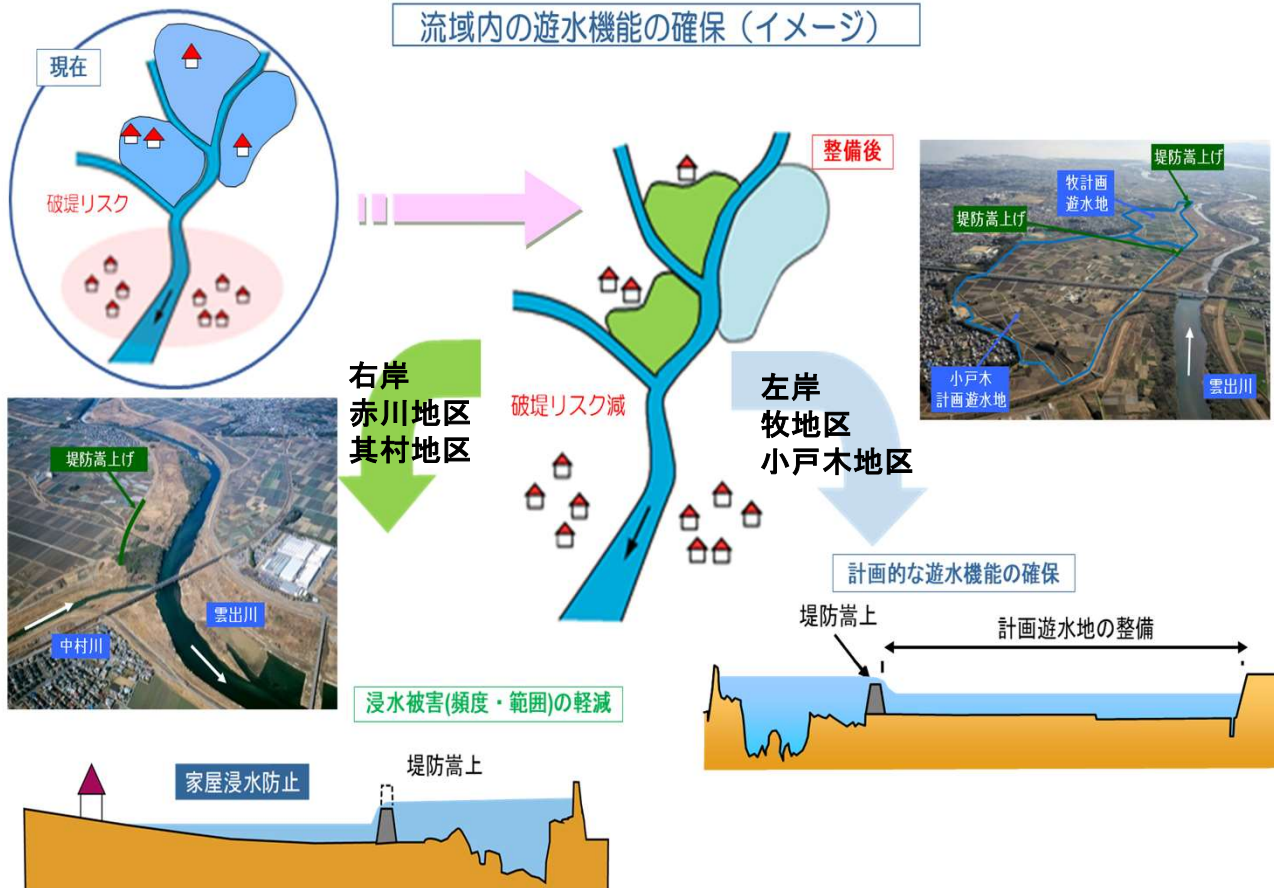 流域内の遊水機能の確保（イメージ）
現在
破堤リスク
整備後
堤防嵩上げ
牧計画
遊水地
堤防嵩上げ
小戸木
計画遊水地
雲出川
右岸
赤川地区
其村地区
破堤リスク減
左岸
牧地区
小戸木地区
堤防嵩上げ
雲出川
中村川
計画的な遊水機能の確保
堤防嵩上
計画遊水地の整備
浸水被害(頻度・範囲)の軽減
家屋浸水防止
堤防嵩上